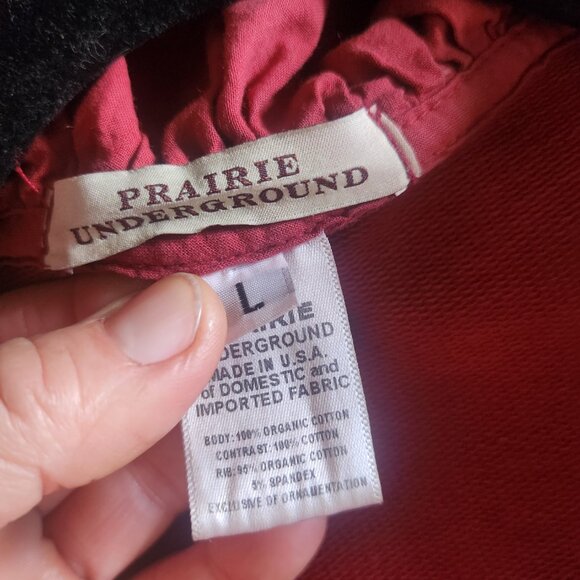 PRAIRIE
UNDERGROUND
L
DERGROUND
MADE IN U.S.A.
of DOMESTIC and
IMPORTED FABRIC
BODY: 100% ORGANIC COTTON
CONTRAST: 100% COTTON
RIB: 95% ORGANIC COTTON
5% SPANDEX
EXCLUSIVE OF ORNAMENTATION